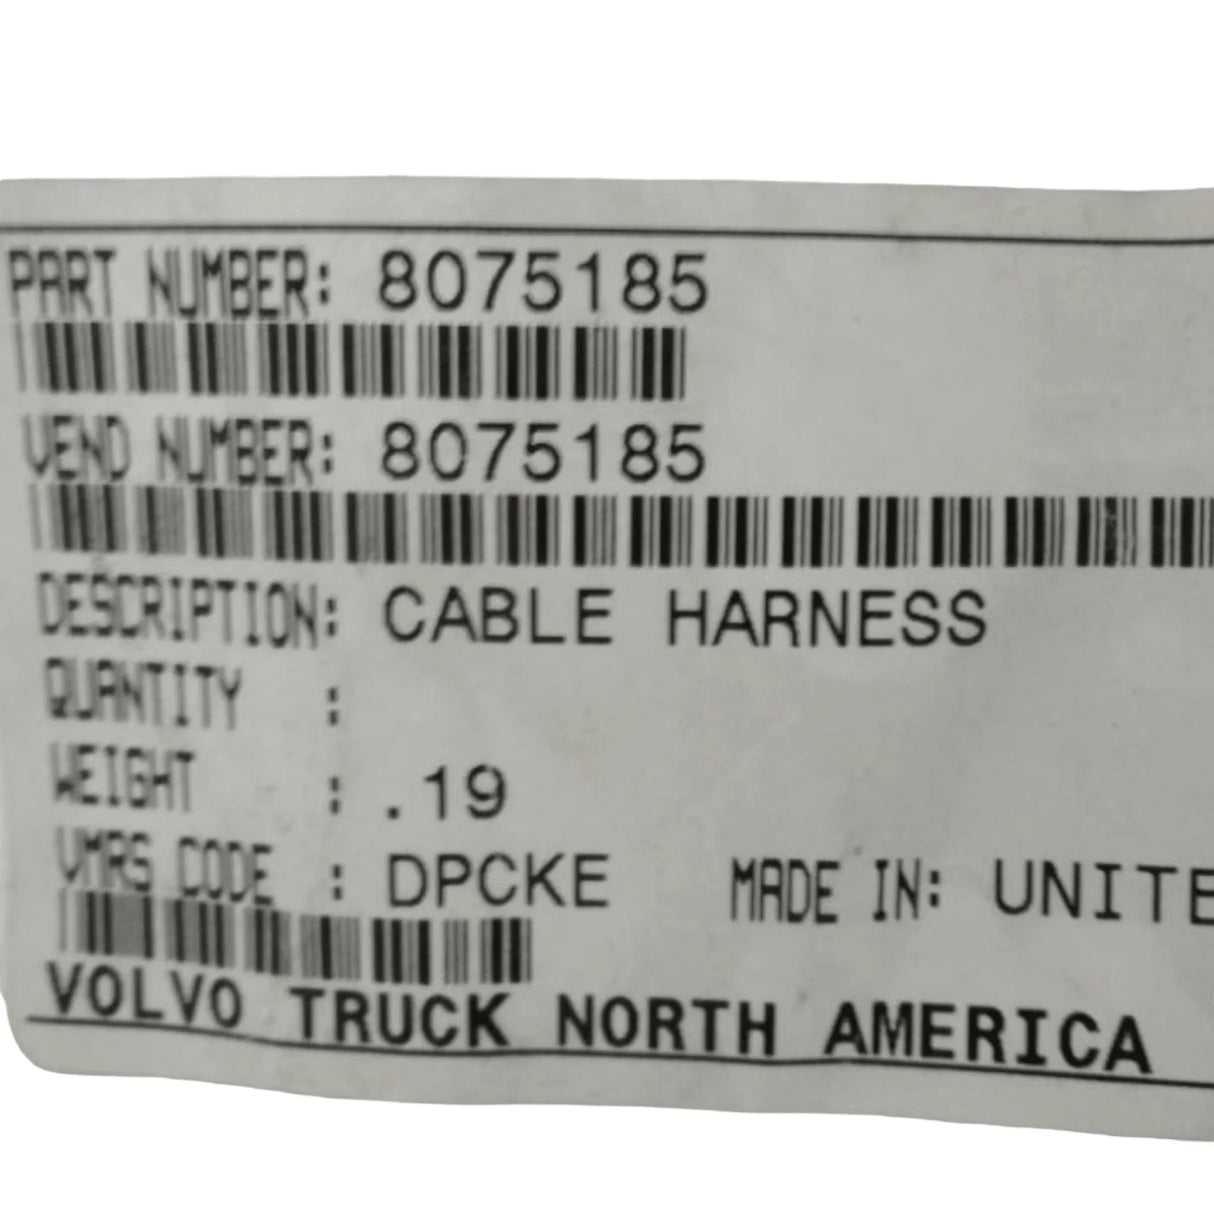 PART NUMBER: 8075185
VEND NUMBER: 8075185
DESCRIPTION: CABLE HARNESS
QUANTITY :
WEIGHT : .19
VMRS CODE : DPCKE MADE IN: UNITE
VOLVO TRUCK NORTH AMERICA